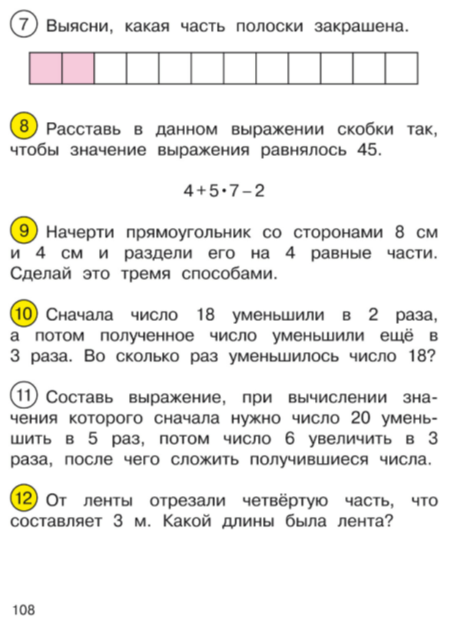 7 Выясни, какая часть полоски закрашена.
8 Расставь в данном выражении скобки так,
чтобы значение выражения равнялось 45.
4+5·7−2
9 Начерти прямоугольник со сторонами 8 см
и 4 см и раздели его на 4 равные части.
Сделай это тремя способами.
10 Сначала число 18 уменьшили в 2 раза,
а потом полученное число уменьшили ещё в
3 раза. Во сколько раз уменьшилось число 18?
11 Составь выражение, при вычислении зна-
чения которого сначала нужно число 20 умень-
шить в 5 раз, потом число 6 увеличить в 3
раза, после чего сложить получившиеся числа.
12 От ленты отрезали четвёртую часть, что
составляет 3 м. Какой длины была лента?
108